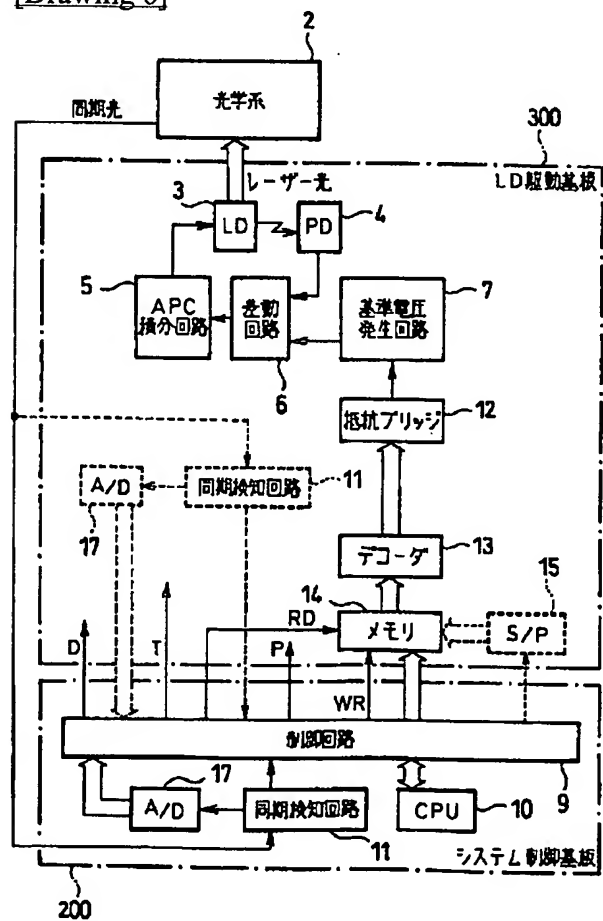 [Drawing 6]
2
光学系
同期光
300
LD駆動基板
レーザー光
3
LD
PD
4
5
APC
積分回路
差動
回路
6
基準電圧
発生回路
7
抵抗ブリッジ
12
A/D
17
同期検知回路
11
デコーダ
13
14
メモリ
15
S/P
RD
D
T
P
WR
制御回路
9
17
A/D
同期検知回路
11
CPU
10
システム制御基板
200